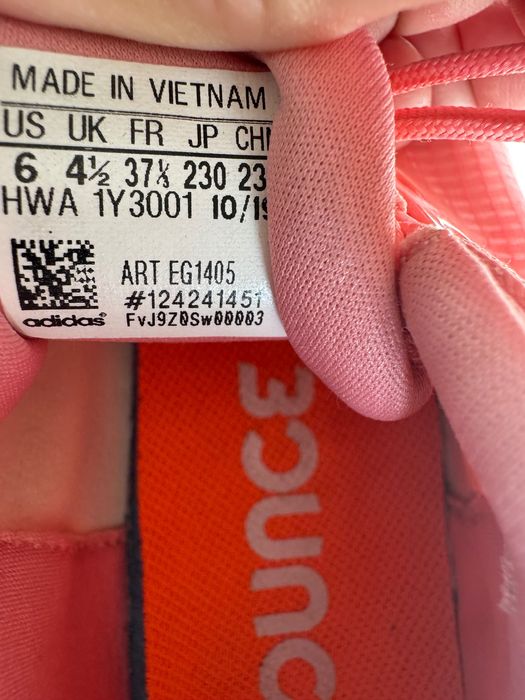 MADE IN VIETNAM
US UK FR JP CHN
6 4½ 37⅓ 230 23
HWA 1Y3001 10/19
ART EG1405
#124241451
adidas FvJ9Z0Sw00003
OUNCE